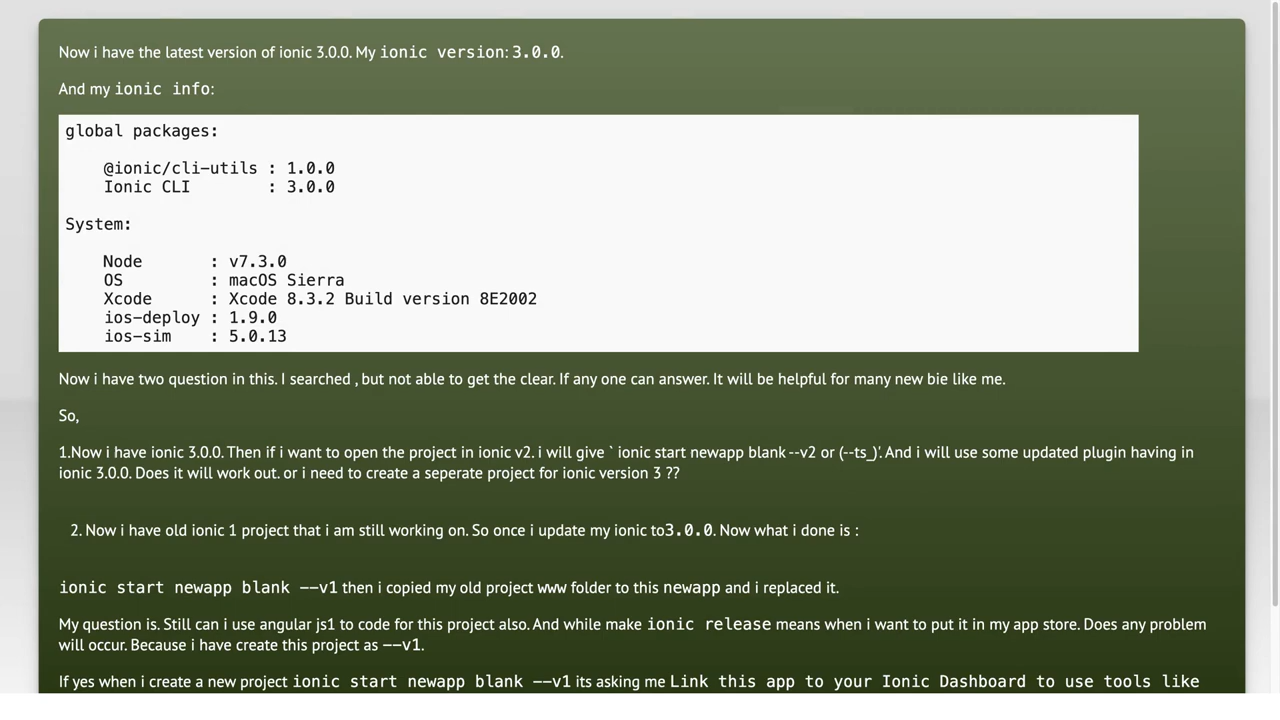 Now i have the latest version of ionic 3.0.0. My ionic version: 3.0.0.
And my ionic info:
global packages:
@ionic/cli-utils : 1.0.0
Ionic CLI : 3.0.0
System:
Node : v7.3.0
OS : macOS Sierra
Xcode : Xcode 8.3.2 Build version 8E2002
ios-deploy : 1.9.0
ios-sim : 5.0.13
Now i have two question in this. I searched , but not able to get the clear. If any one can answer. It will be helpful for many new bie like me.
So,
1.Now i have ionic 3.0.0. Then if i want to open the project in ionic v2. i will give ` ionic start newapp blank --v2 or (--ts_)'. And i will use some updated plugin having in
ionic 3.0.0. Does it will work out. or i need to create a seperate project for ionic version 3 ??
2. Now i have old ionic 1 project that i am still working on. So once i update my ionic to3.0.0. Now what i done is :
ionic start newapp blank --v1 then i copied my old project www folder to this newapp and i replaced it.
My question is. Still can i use angular js1 to code for this project also. And while make ionic release means when i want to put it in my app store. Does any problem
will occur. Because i have create this project as --v1.
If yes when i create a new project ionic start newapp blank --v1 its asking me Link this app to your Ionic Dashboard to use tools like